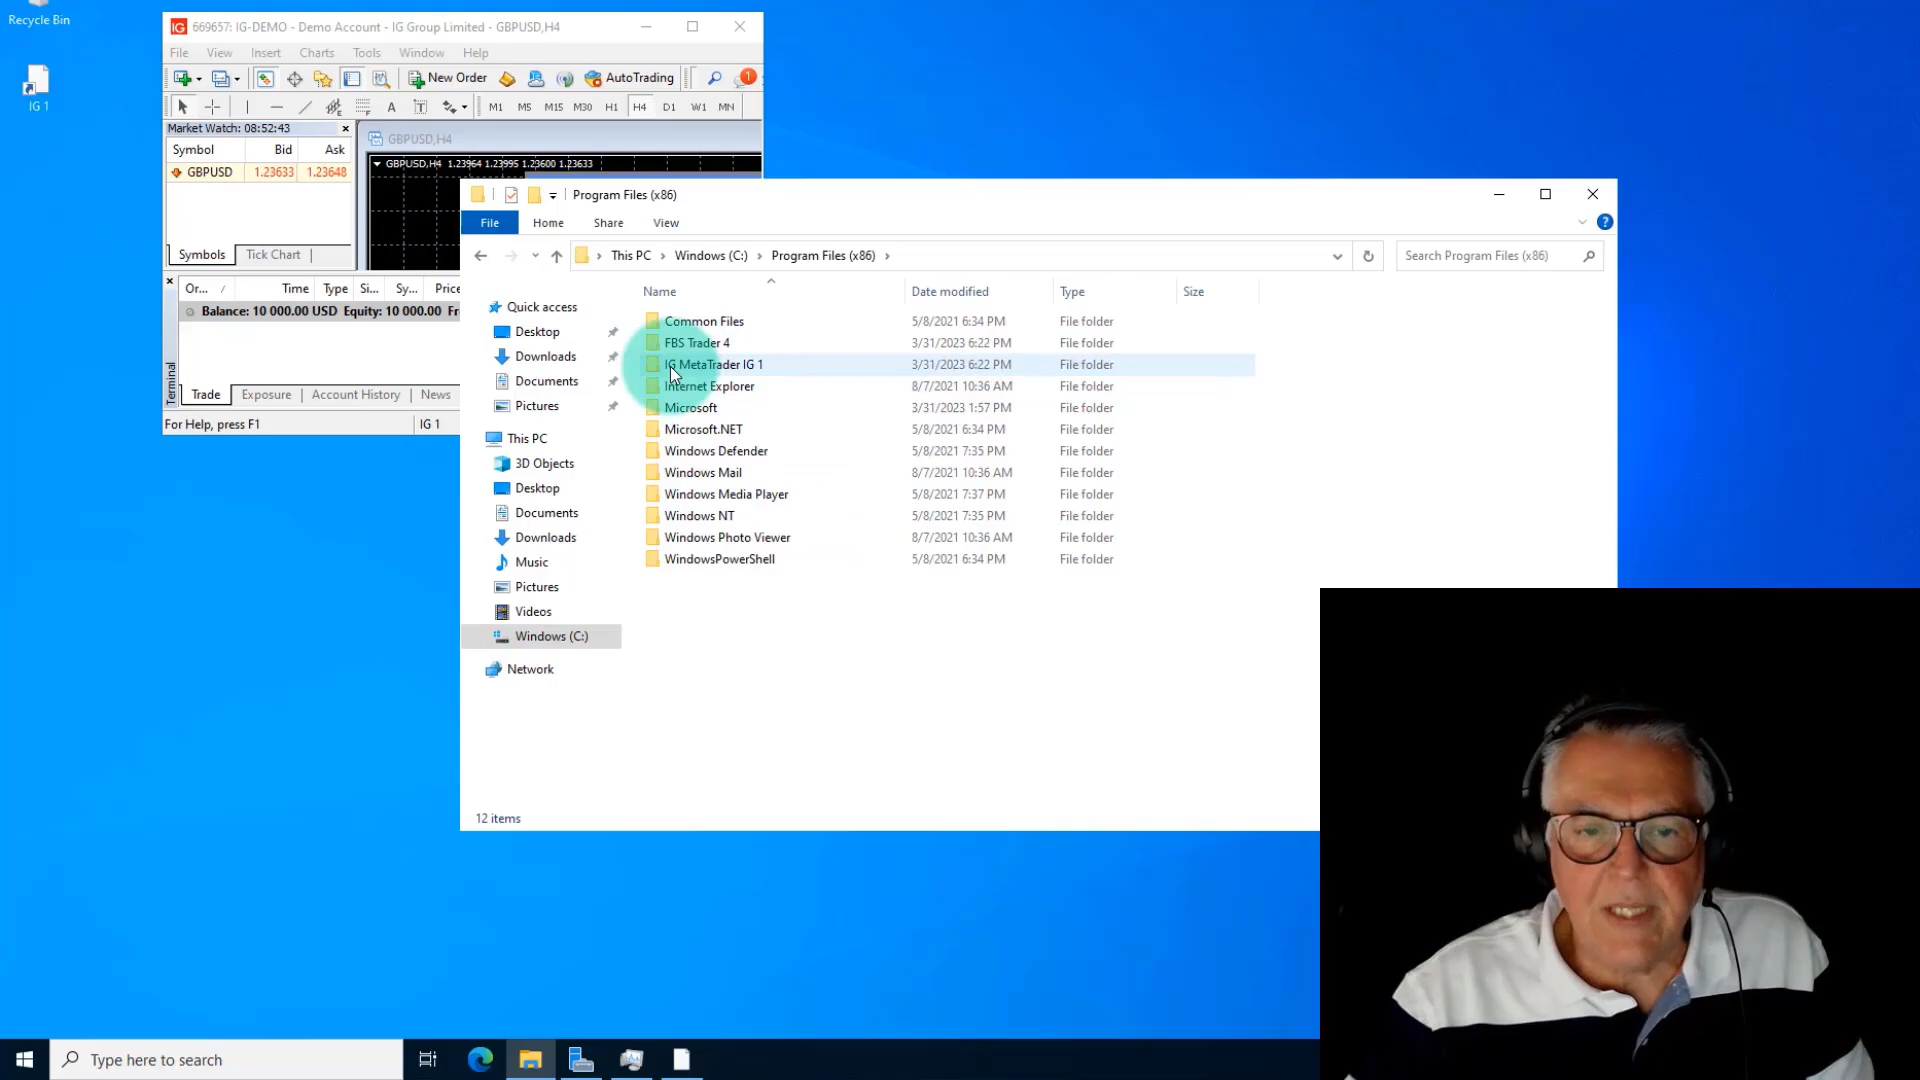 Recycle Bin
IG 1
IG 669657: IG-DEMO - Demo Account - IG Group Limited - GBPUSD,H4
File View Insert Charts Tools Window Help
New Order AutoTrading 1
A T M1 M5 M15 M30 H1 H4 D1 W1 MN
Market Watch: 08:52:43
Symbol Bid Ask
GBPUSD 1.23633 1.23648
Symbols Tick Chart
GBPUSD,H4
GBPUSD,H4 1.23964 1.23995 1.23600 1.23633
Or... / Time Type Si... Sy... Price
Balance: 10 000.00 USD Equity: 10 000.00 Fr
Terminal
Trade Exposure Account History News
For Help, press F1 IG 1
Program Files (x86)
File Home Share View
This PC Windows (C:) Program Files (x86)
Search Program Files (x86)
Quick access
Desktop
Downloads
Documents
Pictures
This PC
3D Objects
Desktop
Documents
Downloads
Music
Pictures
Videos
Windows (C:)
Network
Name Date modified Type Size
Common Files 5/8/2021 6:34 PM File folder
FBS Trader 4 3/31/2023 6:22 PM File folder
IG MetaTrader IG 1 3/31/2023 6:22 PM File folder
Internet Explorer 8/7/2021 10:36 AM File folder
Microsoft 3/31/2023 1:57 PM File folder
Microsoft.NET 5/8/2021 6:34 PM File folder
Windows Defender 5/8/2021 7:35 PM File folder
Windows Mail 8/7/2021 10:36 AM File folder
Windows Media Player 5/8/2021 7:37 PM File folder
Windows NT 5/8/2021 7:35 PM File folder
Windows Photo Viewer 8/7/2021 10:36 AM File folder
WindowsPowerShell 5/8/2021 6:34 PM File folder
12 items
Type here to search